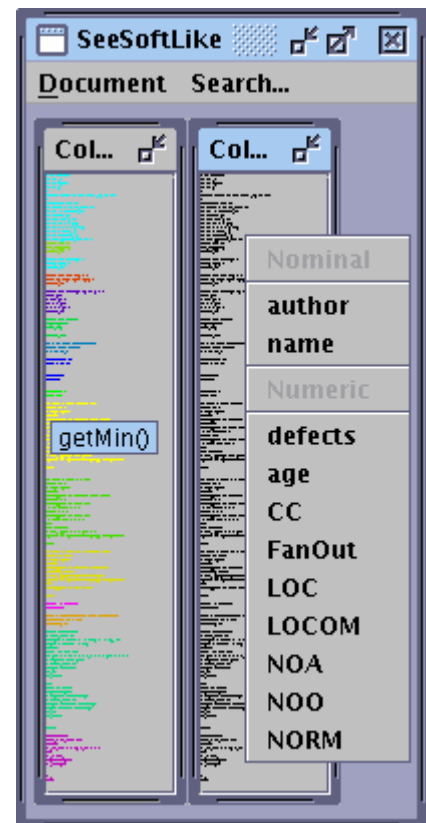 SeeSoftLike
Document Search...
Col... Col...
Nominal
author
name
Numeric
getMin()
defects
age
CC
FanOut
LOC
LOCOM
NOA
NOO
NORM